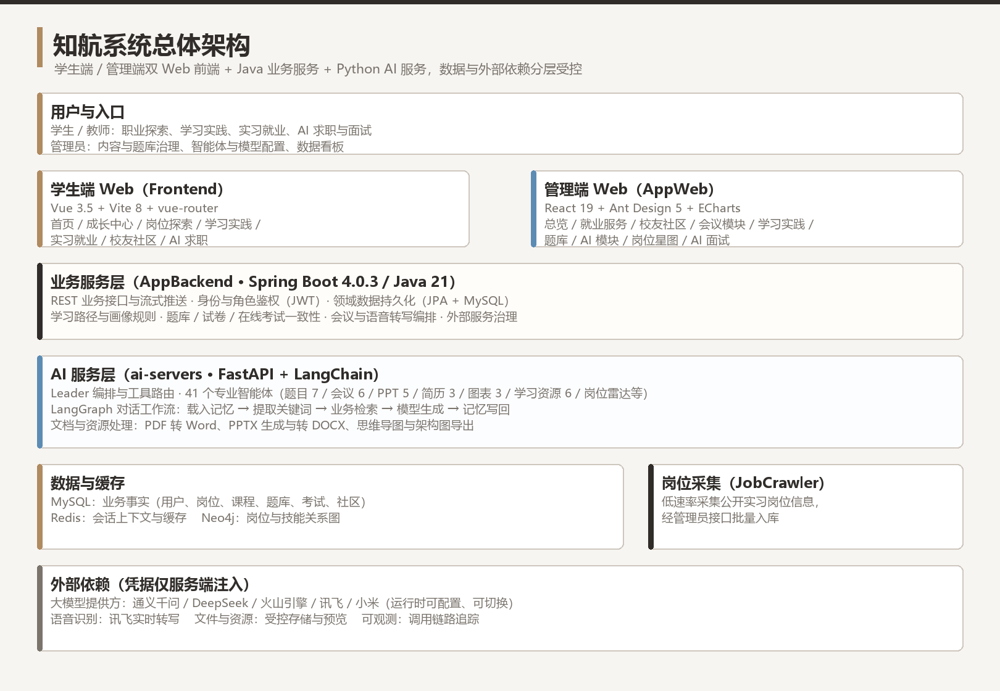 知航系统总体架构
学生端 / 管理端双 Web 前端 + Java 业务服务 + Python AI 服务，数据与外部依赖分层受控
用户与入口
学生 / 教师：职业探索、学习实践、实习就业、AI 求职与面试
管理员：内容与题库治理、智能体与模型配置、数据看板
学生端 Web（Frontend）
Vue 3.5 + Vite 8 + vue-router
首页 / 成长中心 / 岗位探索 / 学习实践 /
实习就业 / 校友社区 / AI 求职
管理端 Web（AppWeb）
React 19 + Ant Design 5 + ECharts
总览 / 就业服务 / 校友社区 / 会议模块 / 学习实践 /
题库 / AI 模块 / 岗位星图 / AI 面试
业务服务层（AppBackend • Spring Boot 4.0.3 / Java 21）
REST 业务接口与流式推送 · 身份与角色鉴权（JWT）· 领域数据持久化（JPA + MySQL）
学习路径与画像规则 · 题库 / 试卷 / 在线考试一致性 · 会议与语音转写编排 · 外部服务治理
AI 服务层（ai-servers • FastAPI + LangChain）
Leader 编排与工具路由 · 41 个专业智能体（题目 7 / 会议 6 / PPT 5 / 简历 3 / 图表 3 / 学习资源 6 / 岗位雷达等）
LangGraph 对话工作流：载入记忆 → 提取关键词 → 业务检索 → 模型生成 → 记忆写回
文档与资源处理：PDF 转 Word、PPTX 生成与转 DOCX、思维导图与架构图导出
数据与缓存
MySQL：业务事实（用户、岗位、课程、题库、考试、社区）
Redis：会话上下文与缓存 Neo4j：岗位与技能关系图
岗位采集（JobCrawler）
低速率采集公开实习岗位信息，
经管理员接口批量入库
外部依赖（凭据仅服务端注入）
大模型提供方：通义千问 / DeepSeek / 火山引擎 / 讯飞 / 小米（运行时可配置、可切换）
语音识别：讯飞实时转写 文件与资源：受控存储与预览 可观测：调用链路追踪